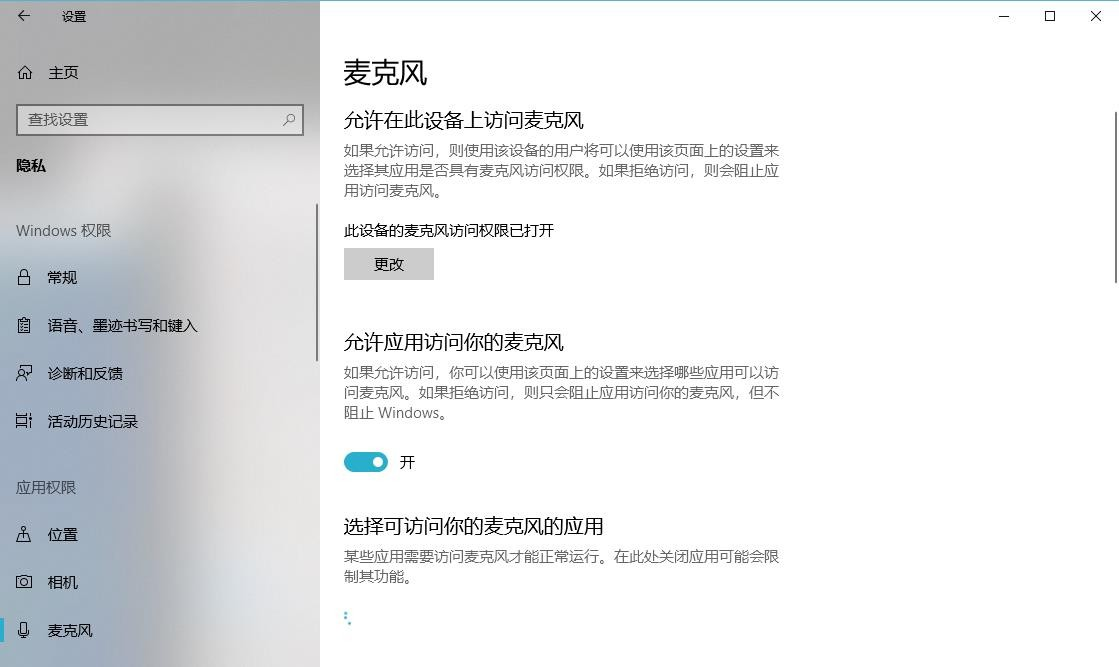 设置
主页
查找设置
隐私
Windows 权限
常规
语音、墨迹书写和键入
诊断和反馈
活动历史记录
应用权限
位置
相机
麦克风
麦克风
允许在此设备上访问麦克风
如果允许访问，则使用该设备的用户将可以使用该页面上的设置来
选择其应用是否具有麦克风访问权限。如果拒绝访问，则会阻止应
用访问麦克风。
此设备的麦克风访问权限已打开
更改
允许应用访问你的麦克风
如果允许访问，你可以使用该页面上的设置来选择哪些应用可以访
问麦克风。如果拒绝访问，则只会阻止应用访问你的麦克风，但不
阻止 Windows。
开
选择可访问你的麦克风的应用
某些应用需要访问麦克风才能正常运行。在此处关闭应用可能会限
制其功能。